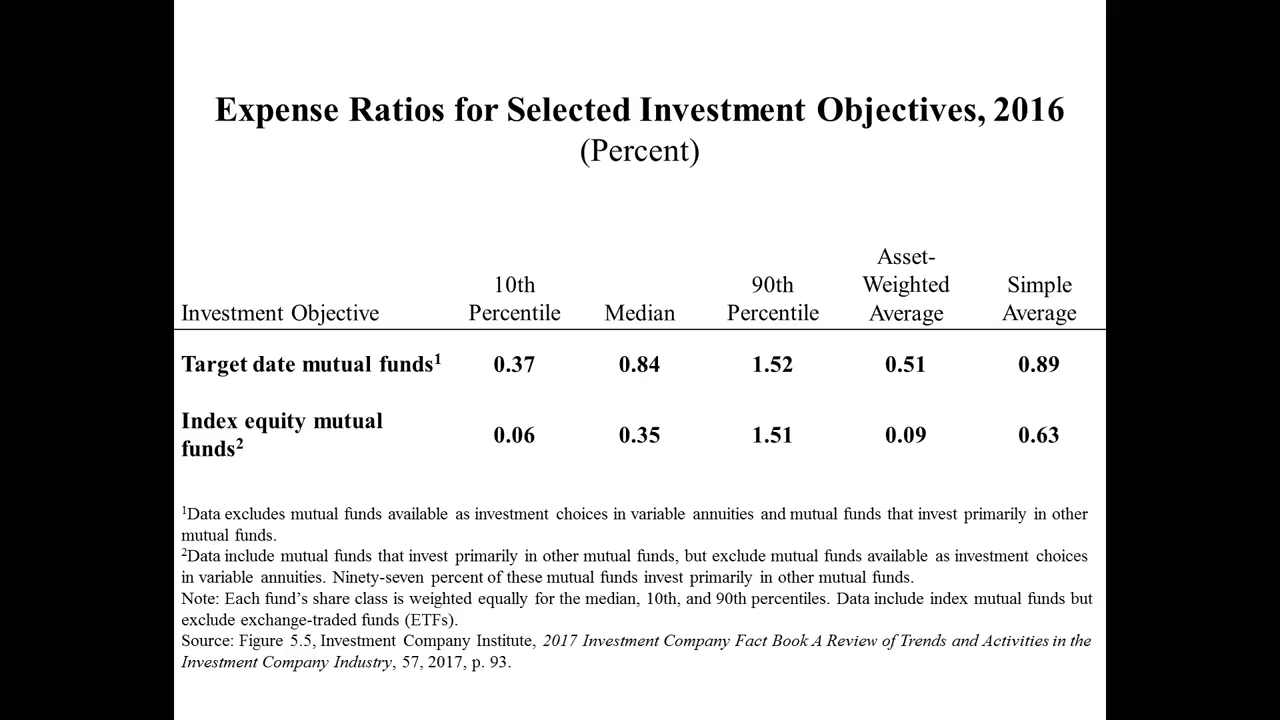 Expense Ratios for Selected Investment Objectives, 2016
(Percent)
Investment Objective 10th Percentile Median 90th Percentile Asset-Weighted Average Simple Average
Target date mutual funds¹ 0.37 0.84 1.52 0.51 0.89
Index equity mutual
funds² 0.06 0.35 1.51 0.09 0.63
¹Data excludes mutual funds available as investment choices in variable annuities and mutual funds that invest primarily in other
mutual funds.
²Data include mutual funds that invest primarily in other mutual funds, but exclude mutual funds available as investment choices
in variable annuities. Ninety-seven percent of these mutual funds invest primarily in other mutual funds.
Note: Each fund’s share class is weighted equally for the median, 10th, and 90th percentiles. Data include index mutual funds but
exclude exchange-traded funds (ETFs).
Source: Figure 5.5, Investment Company Institute, 2017 Investment Company Fact Book A Review of Trends and Activities in the
Investment Company Industry, 57, 2017, p. 93.